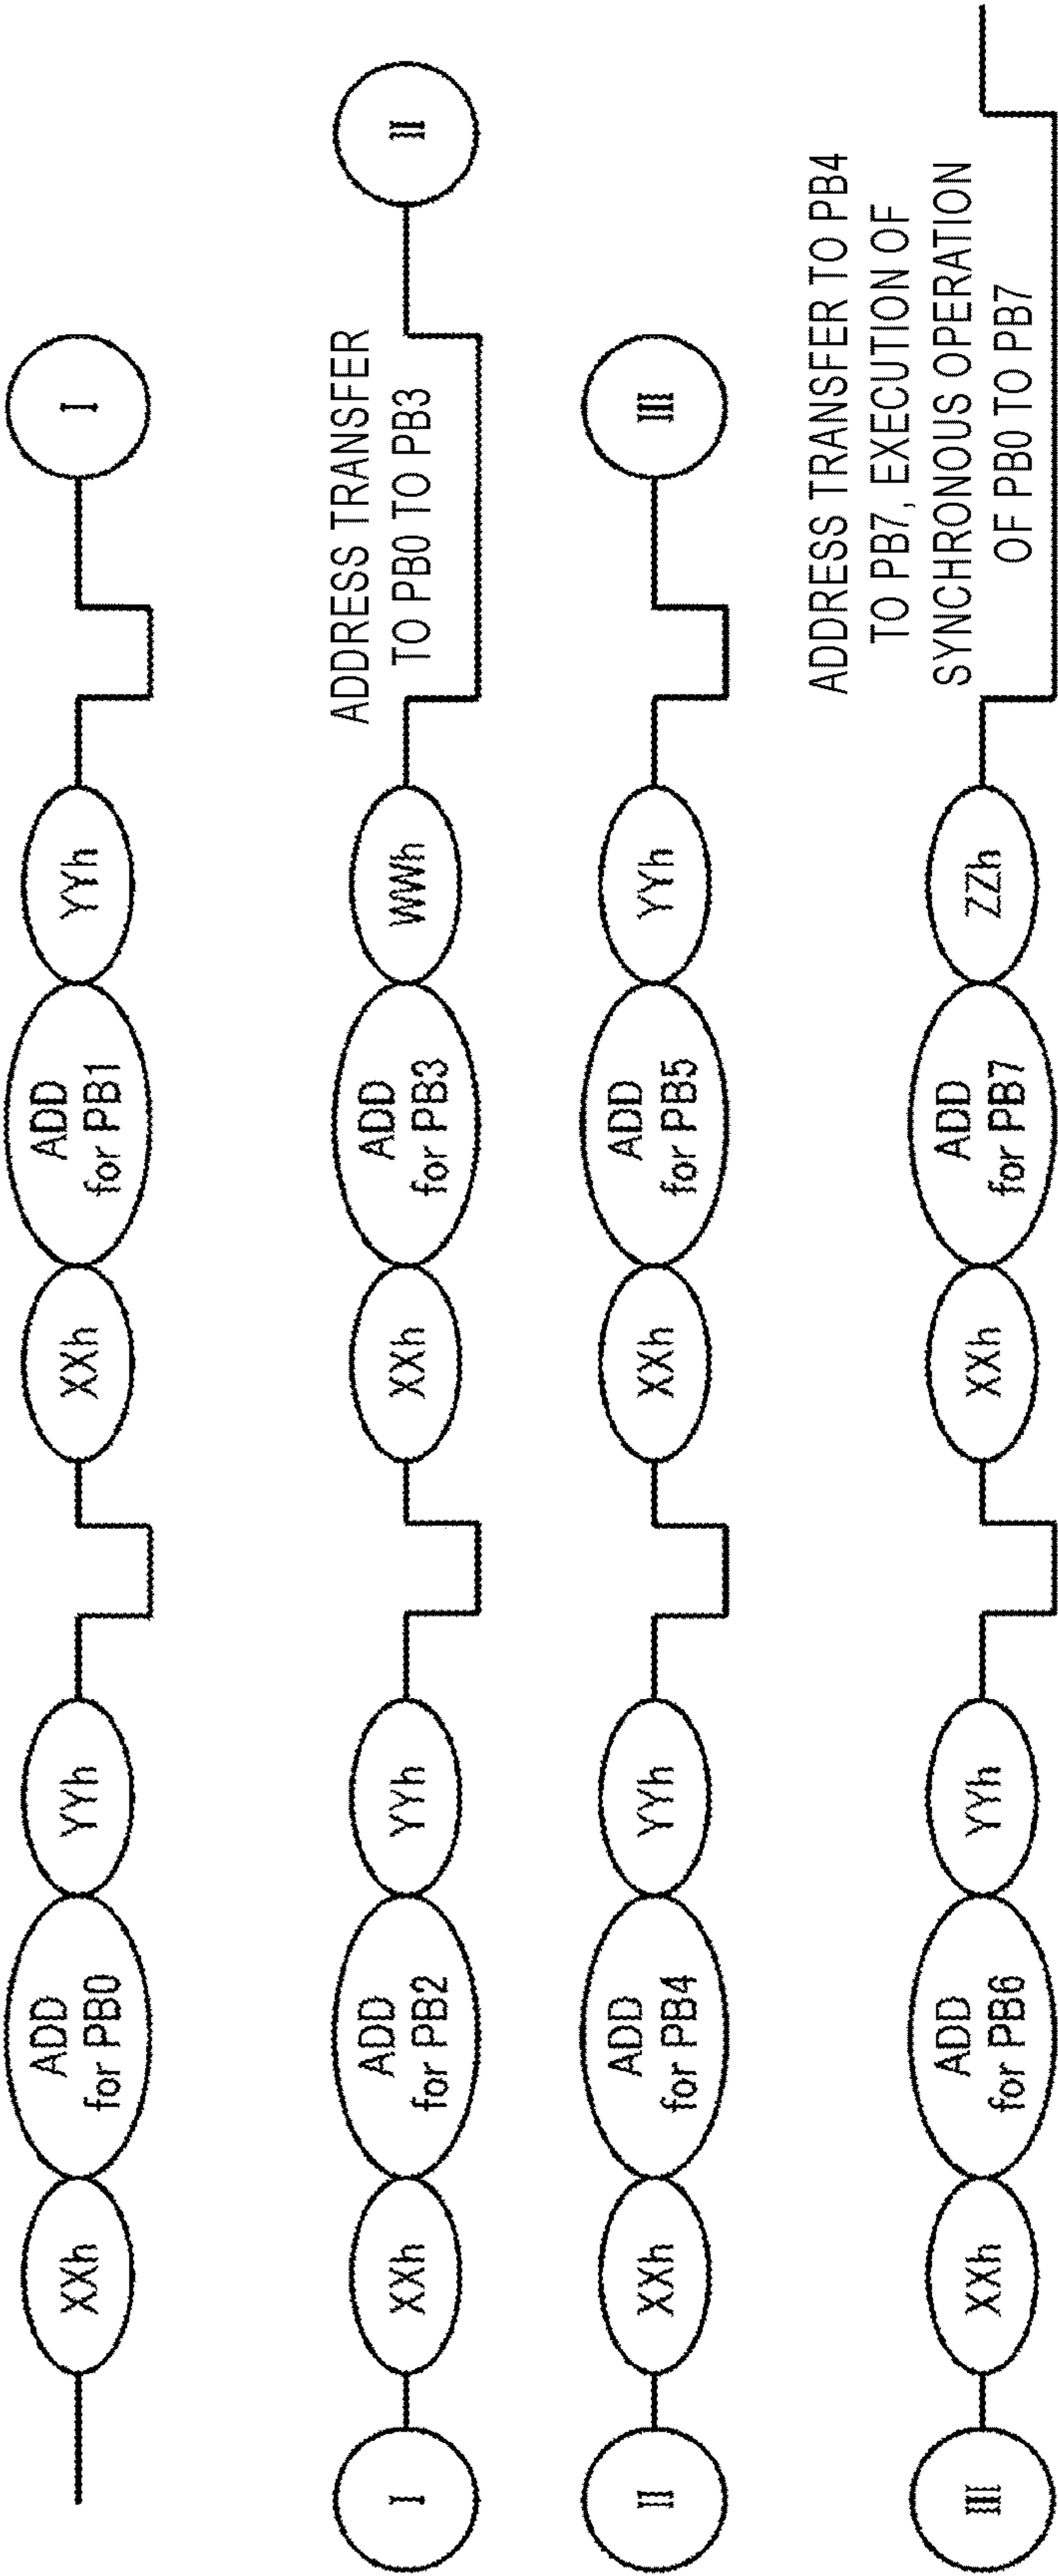 XXh
ADD
for PB0
YYh
XXh
ADD
for PB1
YYh
I
I
XXh
ADD
for PB2
YYh
XXh
ADD
for PB3
WWh
ADDRESS TRANSFER
TO PB0 TO PB3
II
II
XXh
ADD
for PB4
YYh
XXh
ADD
for PB5
YYh
III
III
XXh
ADD
for PB6
YYh
XXh
ADD
for PB7
ZZh
ADDRESS TRANSFER TO PB4
TO PB7, EXECUTION OF
SYNCHRONOUS OPERATION
OF PB0 TO PB7